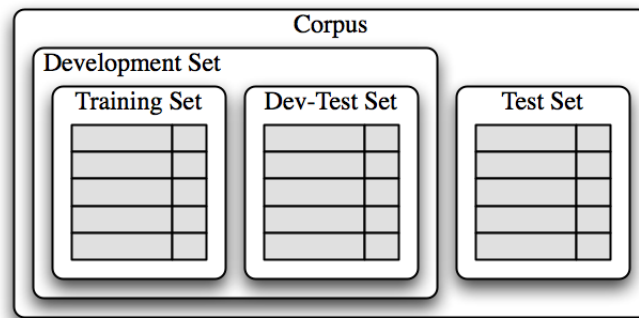 Corpus
Development Set
Training Set
Dev-Test Set
Test Set